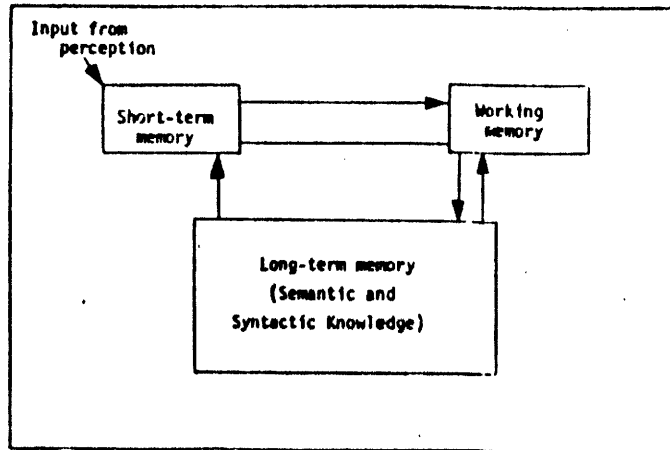 Input from
perception
Short-term
memory
Working
memory
Long-term memory
(Semantic and
Syntactic Knowledge)